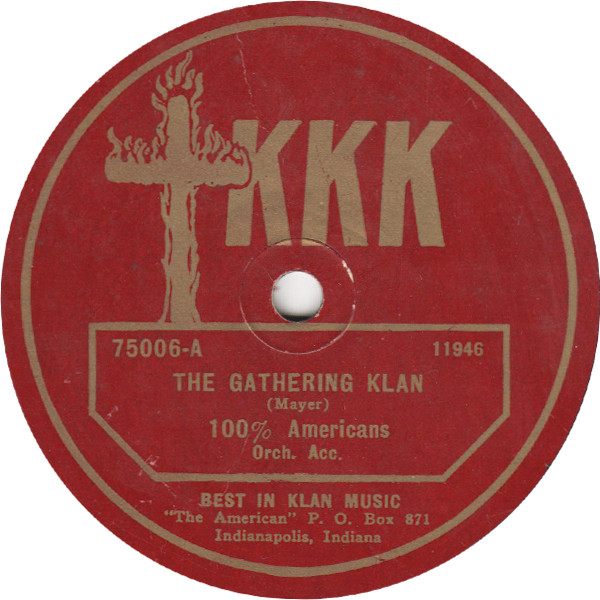 KKK
75006-A 11946
THE GATHERING KLAN
(Mayer)
100% Americans
Orch. Acc.
BEST IN KLAN MUSIC
"The American" P. O. Box 871
Indianapolis, Indiana